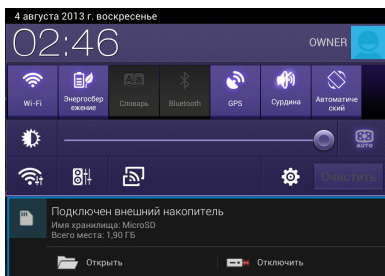 4 августа 2013 г. воскресенье
02:46
OWNER
Wi-Fi
Энергосбер
ежение
Словарь
Bluetooth
GPS
Сурдина
Автоматиче
ский
AUTO
Очистить
Подключен внешний накопитель
Имя хранилища: MicroSD
Всего места: 1,90 ГБ
Открыть
Отключить